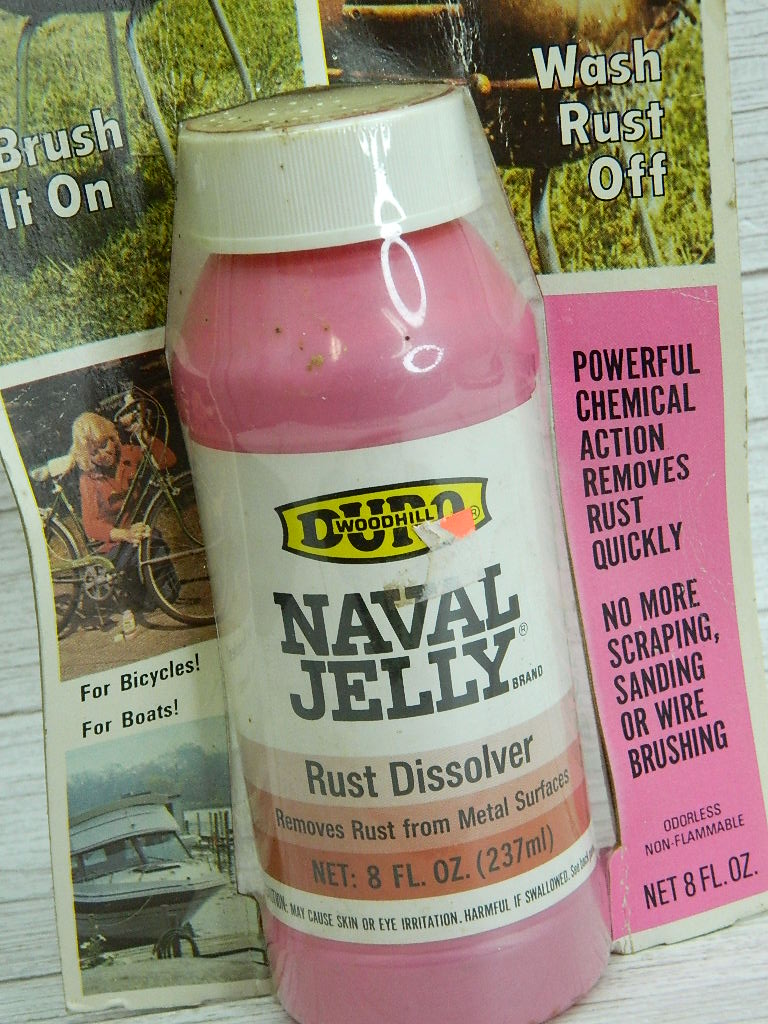 Brush
It On
Wash
Rust
Off
For Bicycles!
For Boats!
DURO
WOODHILL®
NAVAL
JELLY®
BRAND
Rust Dissolver
Removes Rust from Metal Surfaces
NET: 8 FL. OZ. (237ml)
MAY CAUSE SKIN OR EYE IRRITATION. HARMFUL IF SWALLOWED. See back
POWERFUL
CHEMICAL
ACTION
REMOVES
RUST
QUICKLY
NO MORE
SCRAPING,
SANDING
OR WIRE
BRUSHING
ODORLESS
NON-FLAMMABLE
NET 8 FL. OZ.